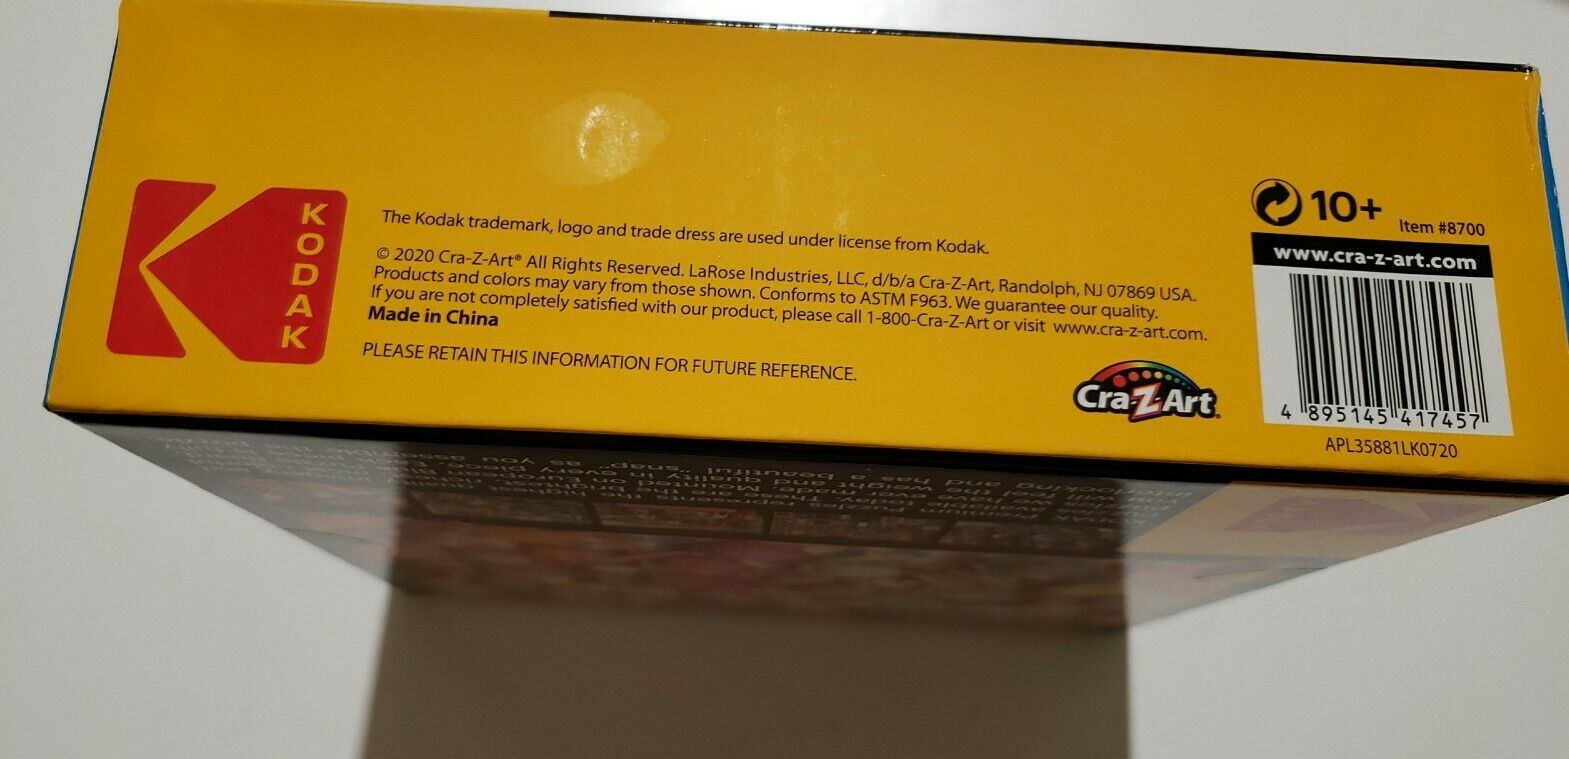 KODAK
The Kodak trademark, logo and trade dress are used under license from Kodak.
© 2020 Cra-Z-Art® All Rights Reserved. LaRose Industries, LLC, d/b/a Cra-Z-Art, Randolph, NJ 07869 USA.
Products and colors may vary from those shown. Conforms to ASTM F963. We guarantee our quality.
If you are not completely satisfied with our product, please call 1-800-Cra-Z-Art or visit www.cra-z-art.com.
Made in China
PLEASE RETAIN THIS INFORMATION FOR FUTURE REFERENCE.
Cra-Z-Art
10+
Item #8700
www.cra-z-art.com
4 895145 417457
APL35881LK0720